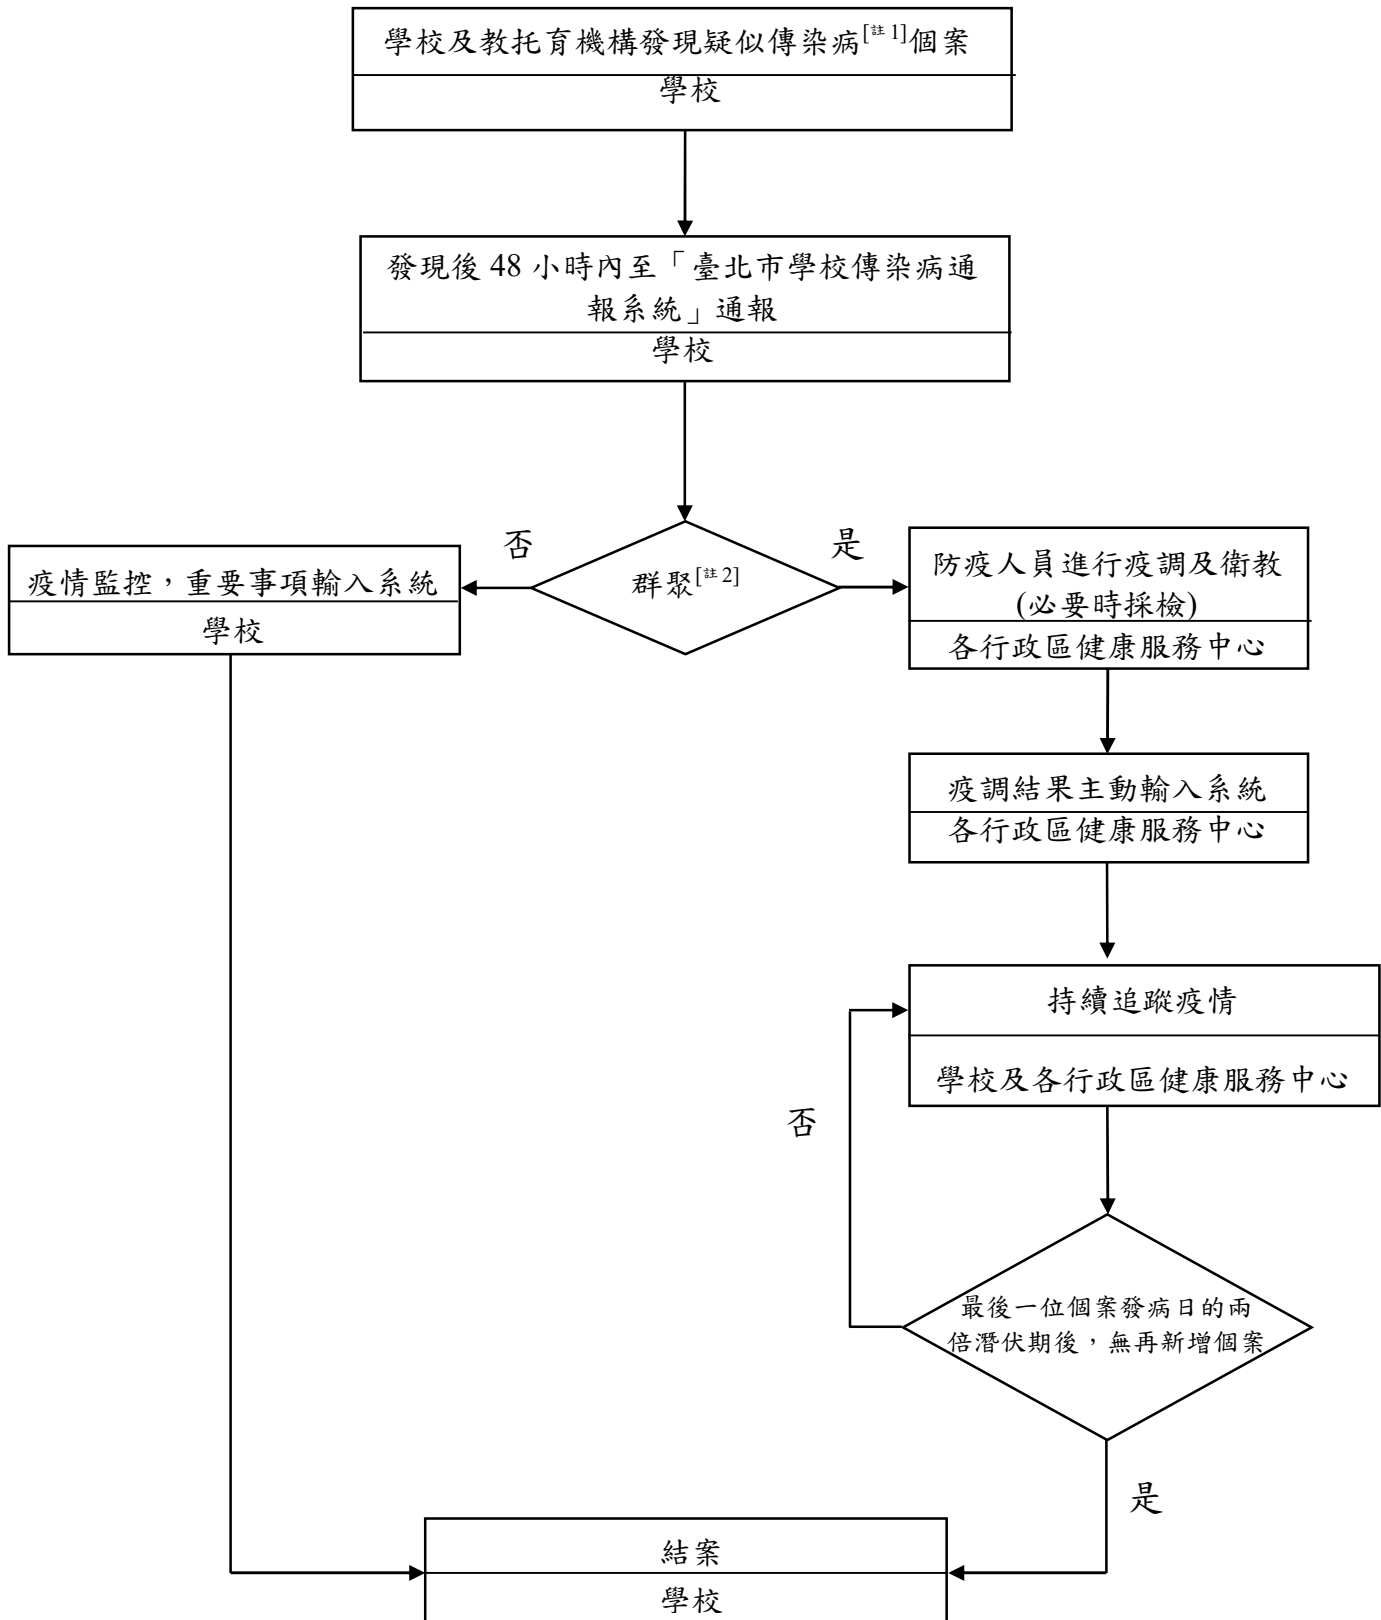 學校及教托育機構發現疑似傳染病[註 1]個案
學校
發現後 48 小時內至「臺北市學校傳染病通
報系統」通報
學校
群聚[註 2]
否
是
疫情監控，重要事項輸入系統
學校
防疫人員進行疫調及衛教
(必要時採檢)
各行政區健康服務中心
疫調結果主動輸入系統
各行政區健康服務中心
持續追蹤疫情
學校及各行政區健康服務中心
否
最後一位個案發病日的兩
倍潛伏期後，無再新增個案
是
結案
學校